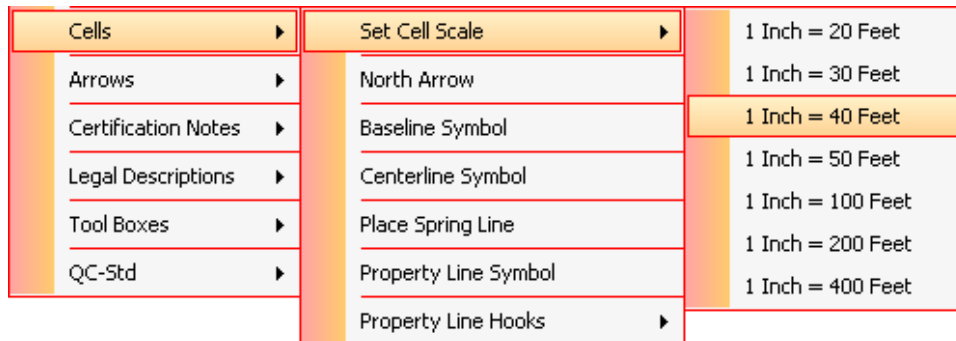 Cells
Arrows
Certification Notes
Legal Descriptions
Tool Boxes
QC-Std
Set Cell Scale
North Arrow
Baseline Symbol
Centerline Symbol
Place Spring Line
Property Line Symbol
Property Line Hooks
1 Inch = 20 Feet
1 Inch = 30 Feet
1 Inch = 40 Feet
1 Inch = 50 Feet
1 Inch = 100 Feet
1 Inch = 200 Feet
1 Inch = 400 Feet